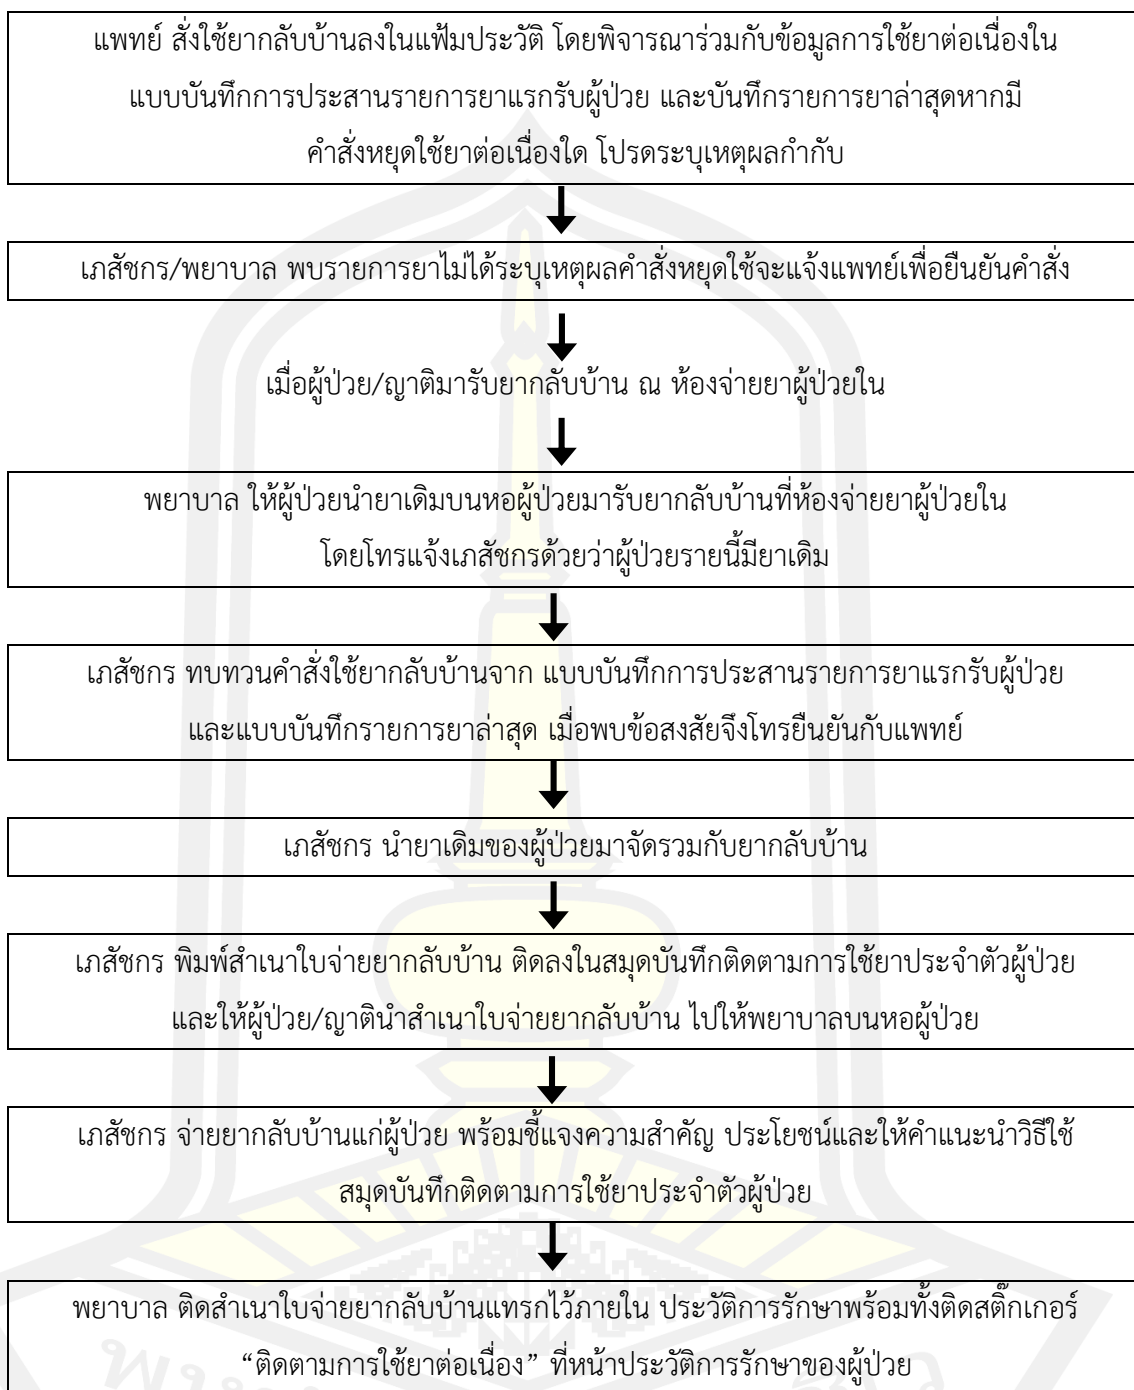 แพทย์ สั่งใช้ยากลับบ้านลงในแฟ้มประวัติ โดยพิจารณาร่วมกับข้อมูลการใช้ยาต่อเนื่องใน
แบบบันทึกการประสานรายการยาแรกรับผู้ป่วย และบันทึกรายการยาล่าสุดหากมี
คำสั่งหยุดใช้ยาต่อเนื่องใด โปรดระบุเหตุผลกำกับ
เภสัชกร/พยาบาล พบรายการยาไม่ได้ระบุเหตุผลคำสั่งหยุดใช้จะแจ้งแพทย์เพื่อยืนยันคำสั่ง
เมื่อผู้ป่วย/ญาติมารับยากลับบ้าน ณ ห้องจ่ายยาผู้ป่วยใน
พยาบาล ให้ผู้ป่วยนำยาเดิมบนหอผู้ป่วยมารับยากลับบ้านที่ห้องจ่ายยาผู้ป่วยใน
โดยโทรแจ้งเภสัชกรด้วยว่าผู้ป่วยรายนี้มียาเดิม
เภสัชกร ทบทวนคำสั่งใช้ยากลับบ้านจาก แบบบันทึกการประสานรายการยาแรกรับผู้ป่วย
และแบบบันทึกรายการยาล่าสุด เมื่อพบข้อสงสัยจึงโทรยืนยันกับแพทย์
เภสัชกร นำยาเดิมของผู้ป่วยมาจัดรวมกับยากลับบ้าน
เภสัชกร พิมพ์สำเนาใบจ่ายยากลับบ้าน ติดลงในสมุดบันทึกติดตามการใช้ยาประจำตัวผู้ป่วย
และให้ผู้ป่วย/ญาตินำสำเนาใบจ่ายยากลับบ้าน ไปให้พยาบาลบนหอผู้ป่วย
เภสัชกร จ่ายยากลับบ้านแก่ผู้ป่วย พร้อมชี้แจงความสำคัญ ประโยชน์และให้คำแนะนำวิธีใช้
สมุดบันทึกติดตามการใช้ยาประจำตัวผู้ป่วย
พยาบาล ติดสำเนาใบจ่ายยากลับบ้านแทรกไว้ภายใน ประวัติการรักษาพร้อมทั้งติดสติ๊กเกอร์
“ติดตามการใช้ยาต่อเนื่อง” ที่หน้าประวัติการรักษาของผู้ป่วย